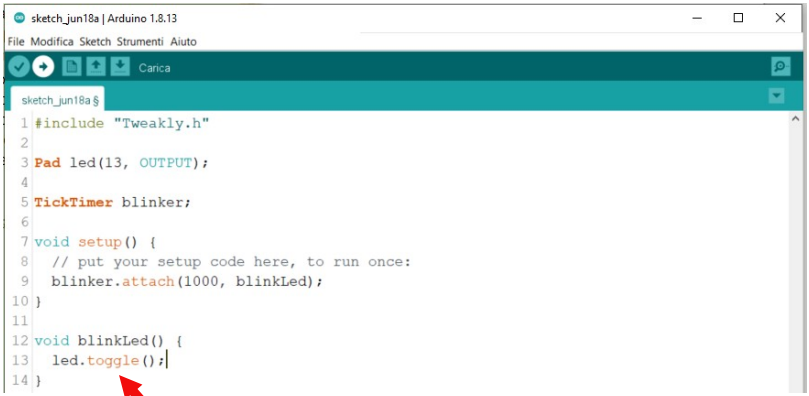 sketch_jun18a | Arduino 1.8.13
File Modifica Sketch Strumenti Aiuto
Carica
sketch_jun18a §
1 #include "Tweakly.h"
2
3 Pad led(13, OUTPUT);
4
5 TickTimer blinker;
6
7 void setup() {
8   // put your setup code here, to run once:
9   blinker.attach(1000, blinkLed);
10 }
11
12 void blinkLed() {
13   led.toggle();
14 }